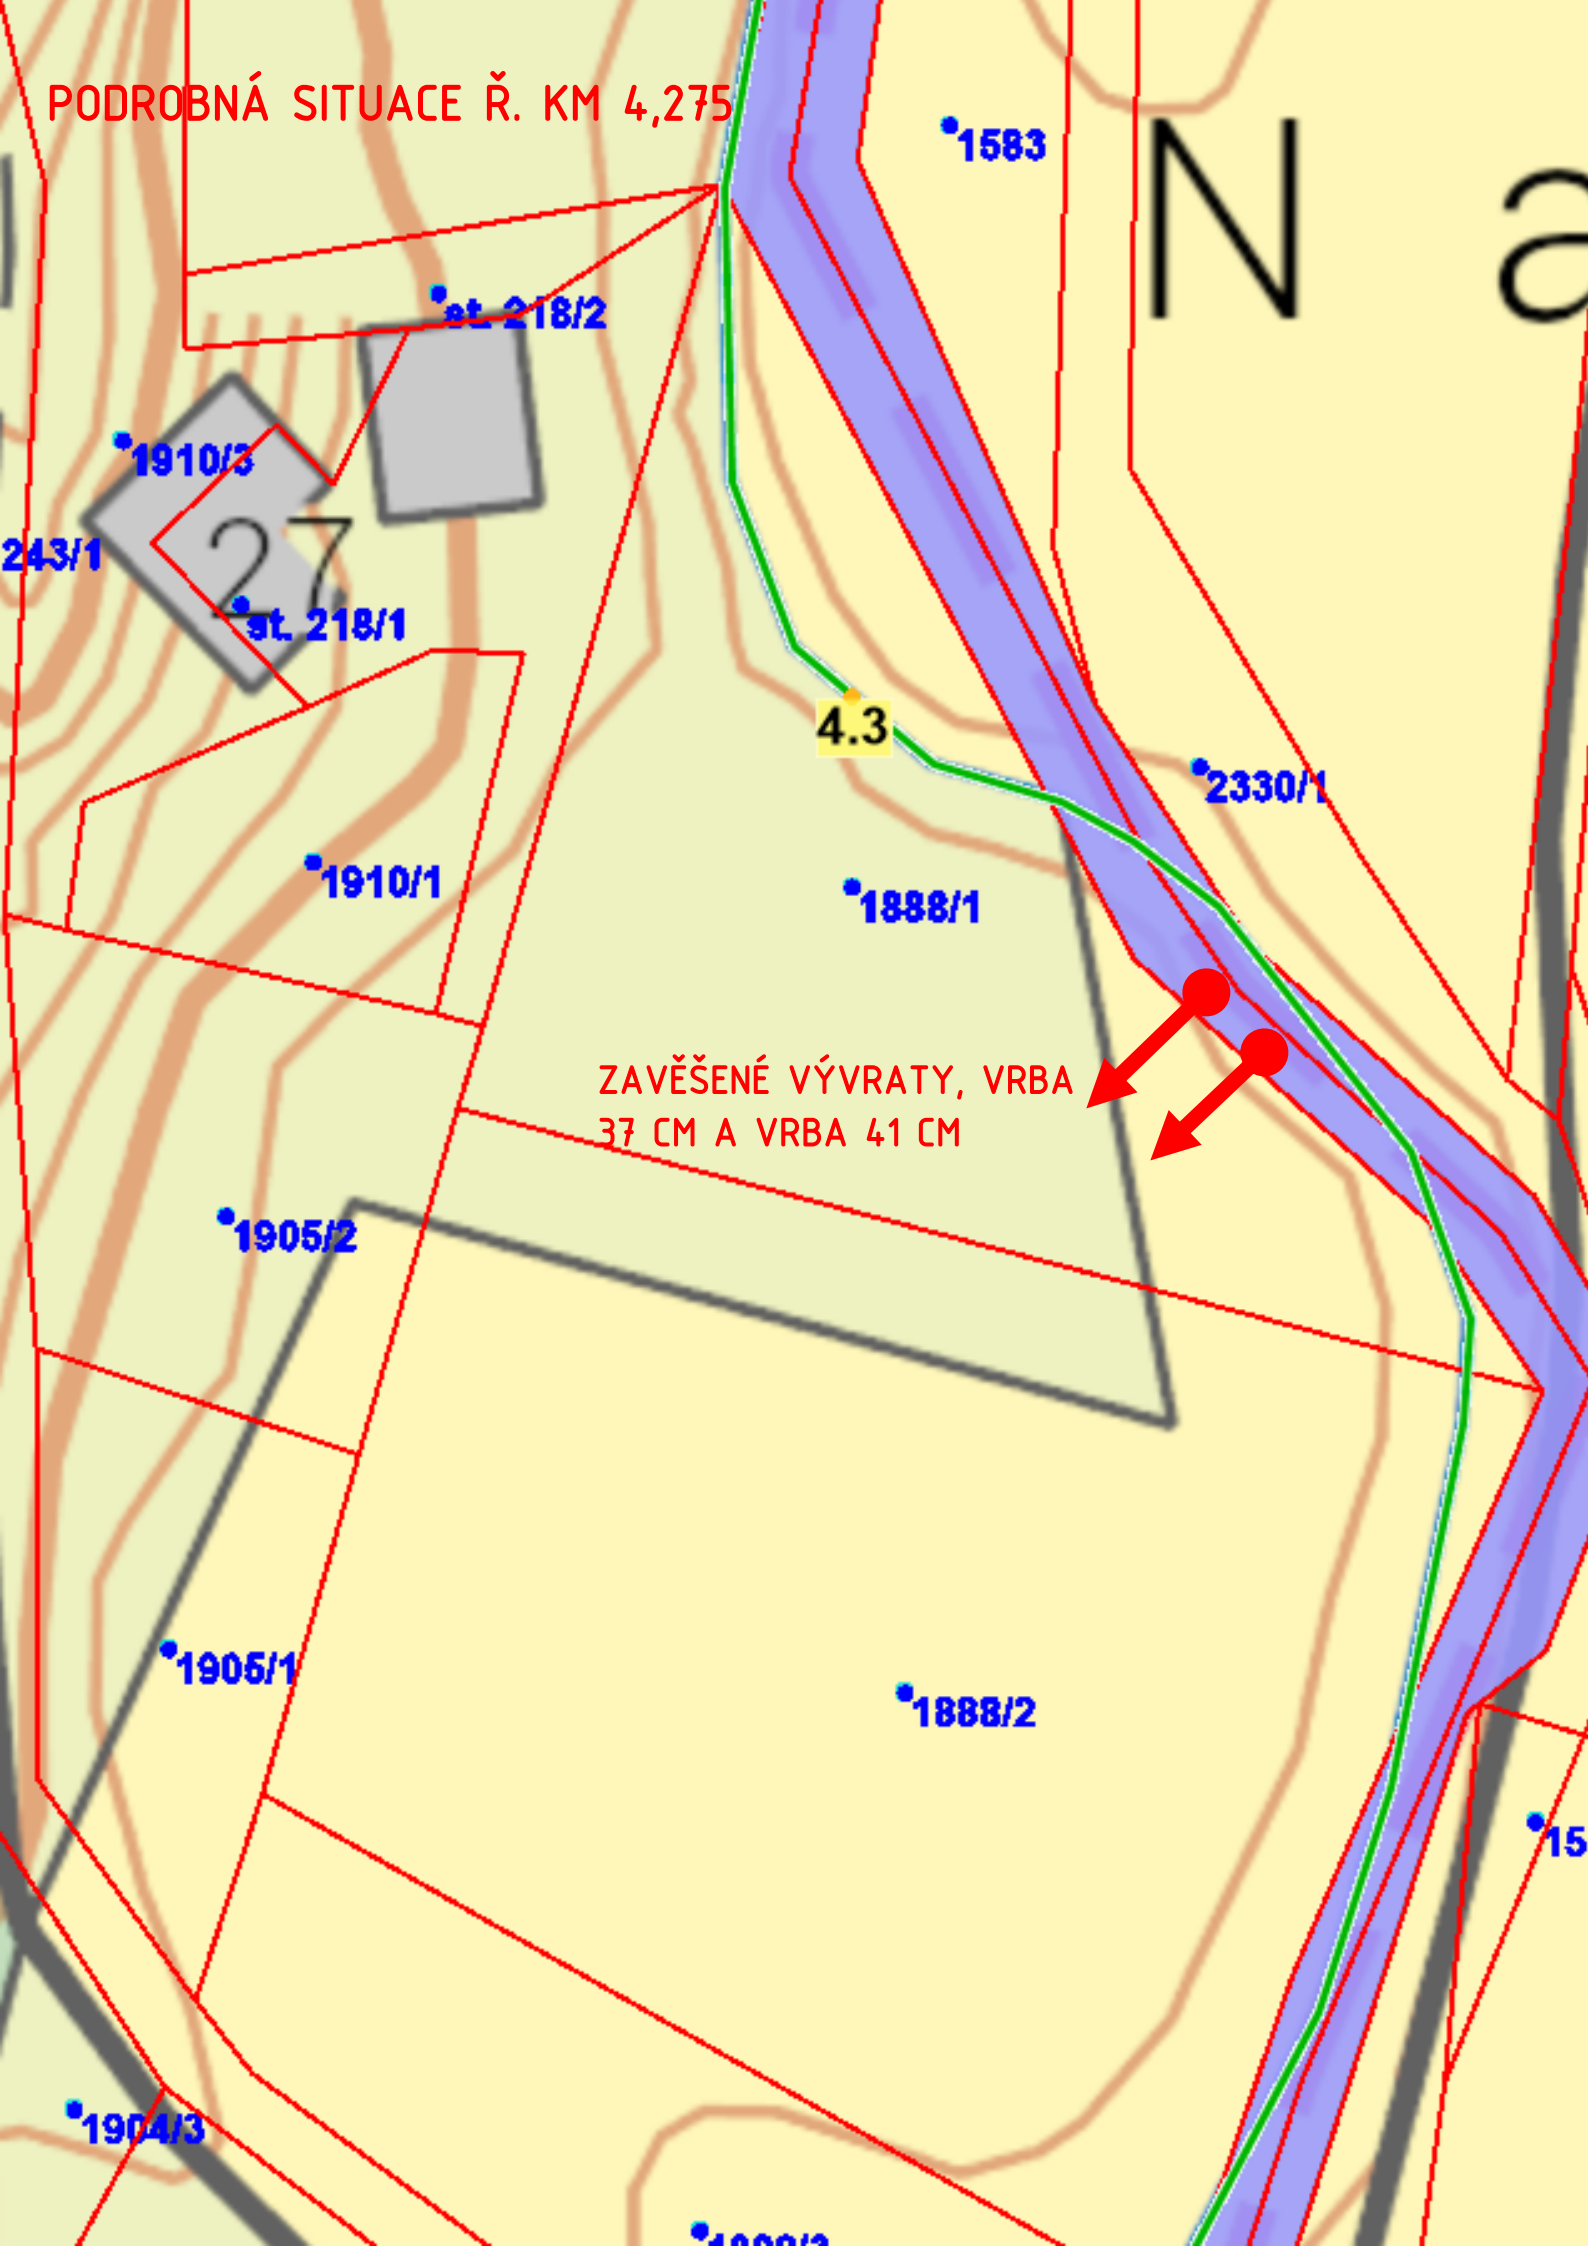 PODROBNÁ SITUACE Ř. KM 4,275
1583
N a
st. 218/2
1910/3
27
243/1
st. 218/1
4.3
2330/1
1910/1
1888/1
ZAVĚŠENÉ VÝVRATY, VRBA
37 CM A VRBA 41 CM
1905/2
1905/1
1888/2
15
1904/3